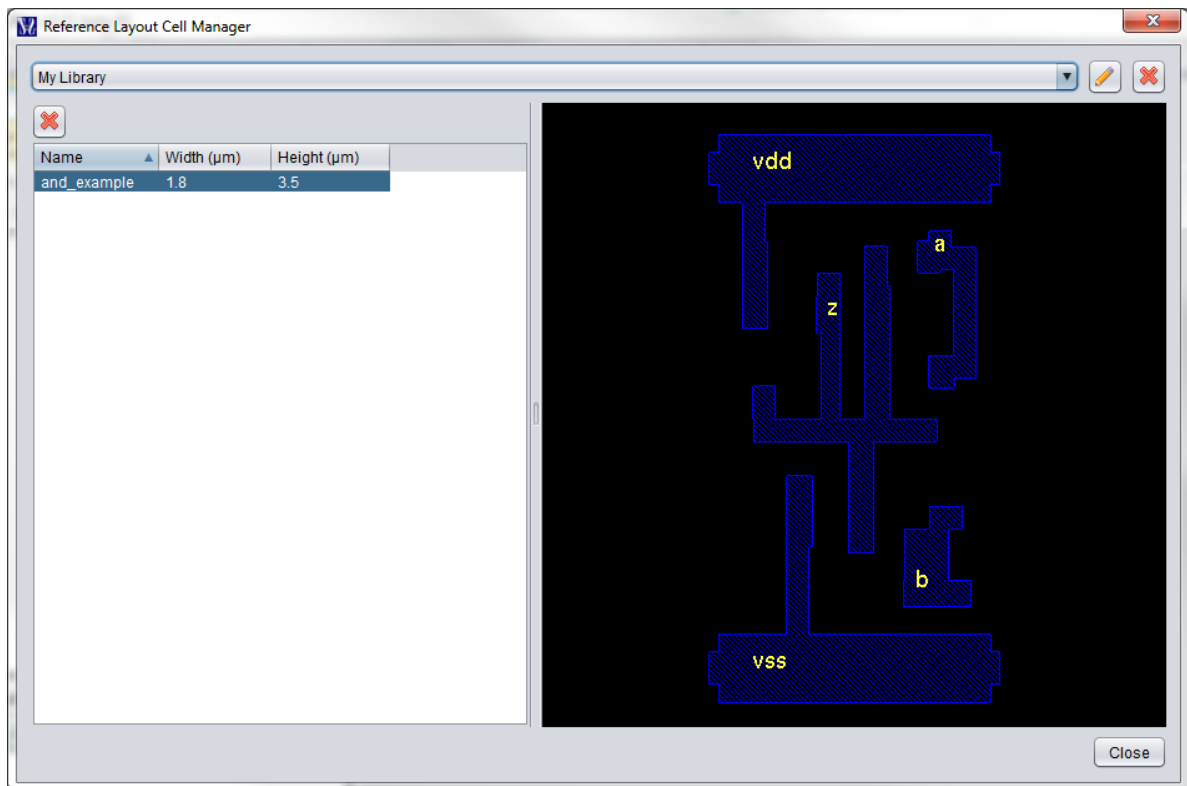 Reference Layout Cell Manager
My Library
Name Width (µm) Height (µm)
and_example 1.8 3.5
vdd
a
z
b
vss
Close